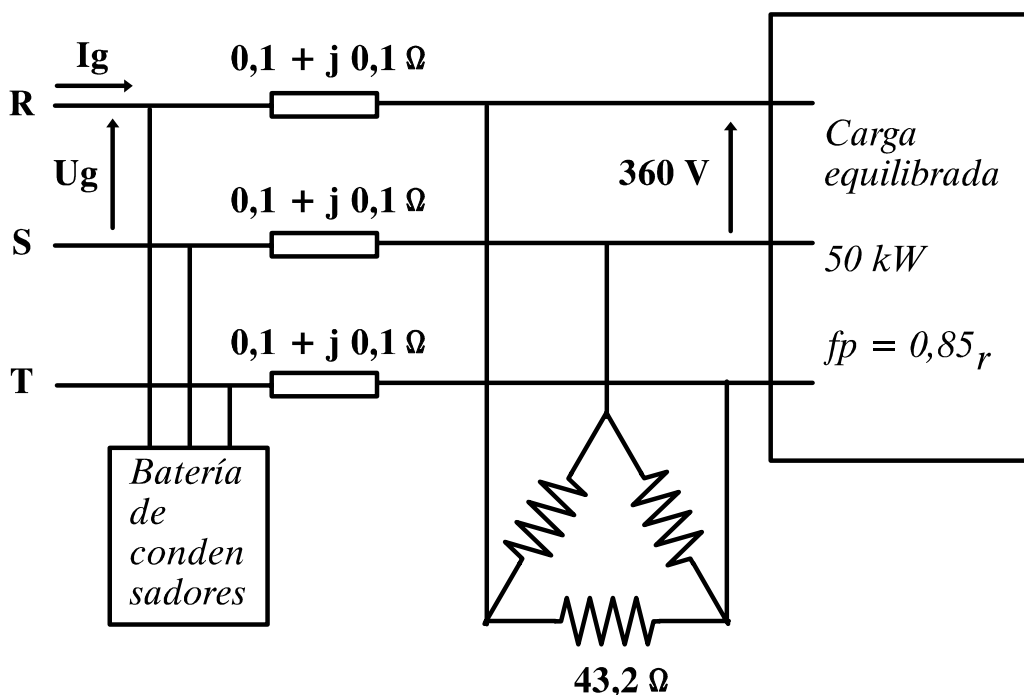 Ig
0,1 + j 0,1 Ω
R
Ug
360 V
Carga
equilibrada
0,1 + j 0,1 Ω
S
50 kW
0,1 + j 0,1 Ω
fp = 0,85r
T
Batería
de
conden
sadores
43,2 Ω